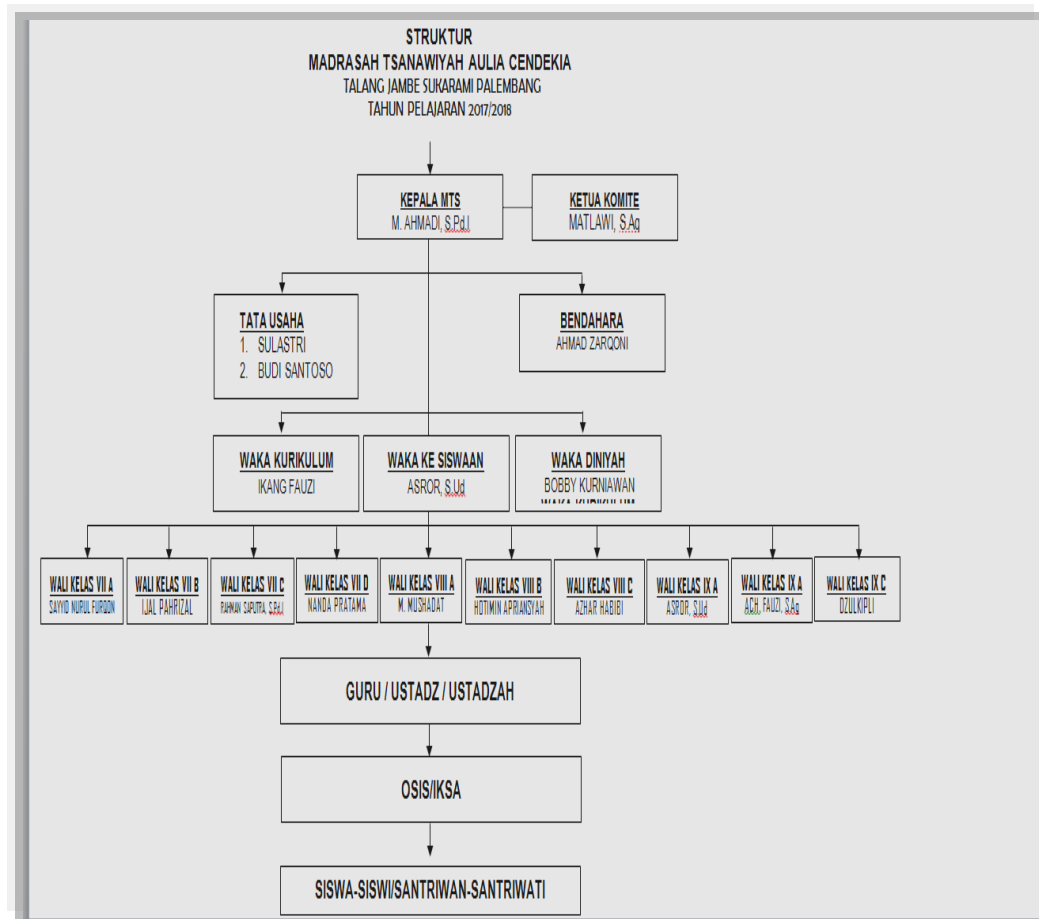 STRUKTUR
MADRASAH TSANAWIYAH AULIA CENDEKIA
TALANG JAMBE SUKARAMI PALEMBANG
TAHUN PELAJARAN 2017/2018
KEPALA MTS
M. AHMADI, S.Pd.I
KETUA KOMITE
MATLAWI, S.Ag
TATA USAHA
1. SULASTRI
2. BUDI SANTOSO
BENDAHARA
AHMAD ZARQONI
WAKA KURIKULUM
IKANG FAUZI
WAKA KE SISWAAN
ASROR, S.Ud
WAKA DINIYAH
BOBBY KURNIAWAN
WAKA KURIKULUM
WALI KELAS VII A
SAYYID NURUL FURQON
WALI KELAS VII B
IJAL PAHRIZAL
WALI KELAS VII C
RAHMAN SAPUTRA, S.Pd.I
WALI KELAS VII D
NANDA PRATAMA
WALI KELAS VIII A
M. MUSHADAT
WALI KELAS VIII B
HOTIMIN APRIANSYAH
WALI KELAS VIII C
AZHAR HABIBI
WALI KELAS IX A
ASROR, S.Ud
WALI KELAS IX A
ACH. FAUZI, S.Ag
WALI KELAS IX C
DZULKIPLI
GURU / USTADZ / USTADZAH
OSIS/IKSA
SISWA-SISWI/SANTRIWAN-SANTRIWATI